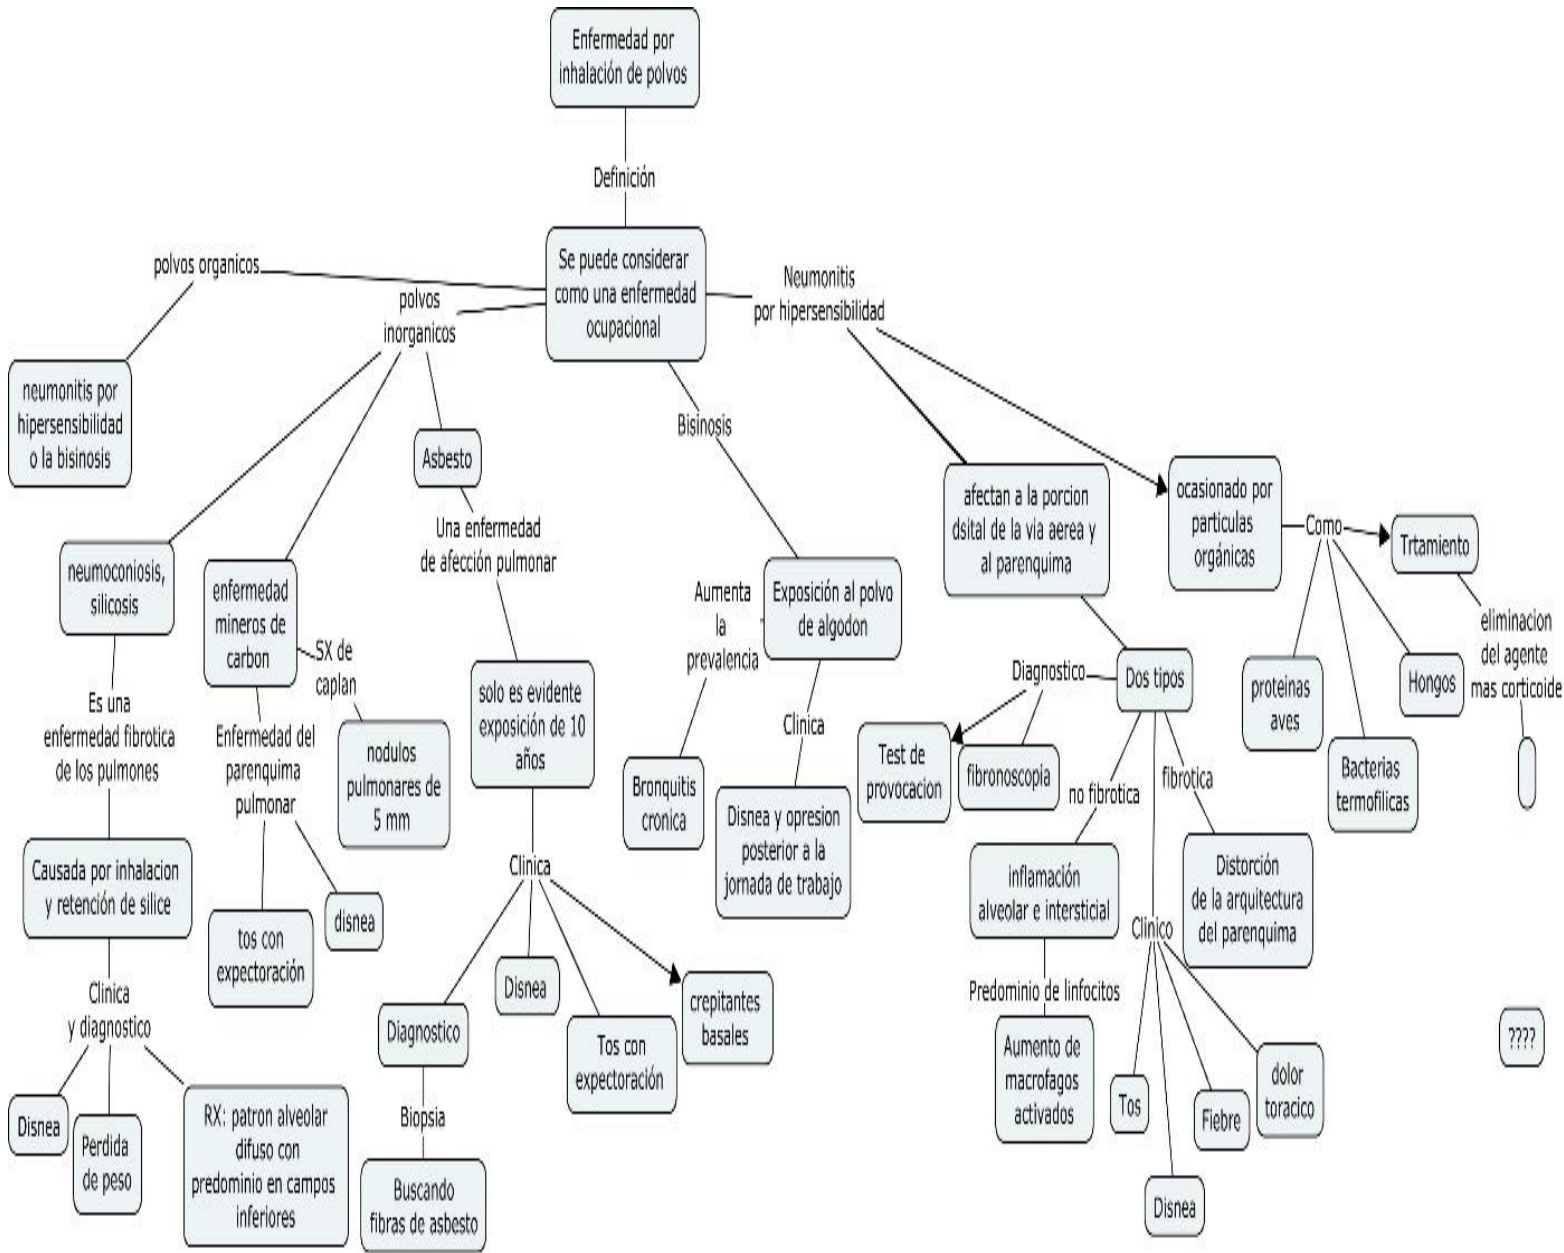 Enfermedad por
inhalación de polvos
Definición
Se puede considerar
como una enfermedad
ocupacional
polvos organicos
neumonitis por
hipersensibilidad
o la bisinosis
polvos
inorganicos
neumoconiosis,
silicosis
Es una
enfermedad fibrotica
de los pulmones
Causada por inhalacion
y retención de silice
Clinica
y diagnostico
Disnea
Perdida
de peso
RX: patron alveolar
difuso con
predominio en campos
inferiores
enfermedad
mineros de
carbon
SX de
caplan
nodulos
pulmonares de
5 mm
Enfermedad del
parenquima
pulmonar
tos con
expectoración
disnea
Asbesto
Una enfermedad
de afección pulmonar
solo es evidente
exposición de 10
años
Clinica
Diagnostico
Biopsia
Buscando
fibras de asbesto
Disnea
Tos con
expectoración
crepitantes
basales
Bisinosis
Exposición al polvo
de algodon
Aumenta
la
prevalencia
Bronquitis
cronica
Clinica
Disnea y opresion
posterior a la
jornada de trabajo
Neumonitis
por hipersensibilidad
afectan a la porcion
dsital de la via aerea y
al parenquima
Dos tipos
Diagnostico
Test de
provocacion
fibronoscopia
no fibrotica
inflamación
alveolar e intersticial
Predominio de linfocitos
Aumento de
macrofagos
activados
fibrotica
Distorción
de la arquitectura
del parenquima
Clinico
Tos
Disnea
Fiebre
dolor
toracico
ocasionado por
particulas
orgánicas
Como
proteinas
aves
Bacterias
termofilicas
Hongos
Trtamiento
eliminacion
del agente
mas corticoide
????